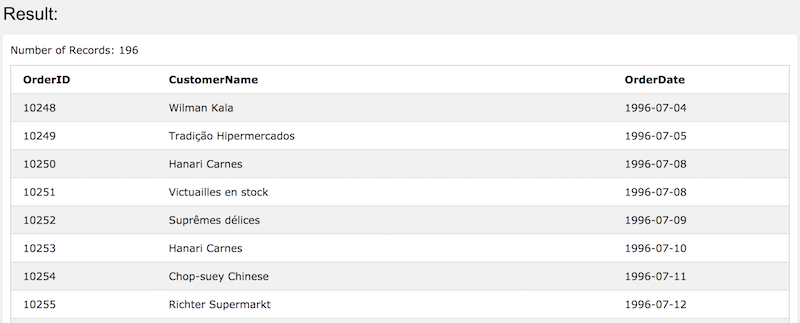 Result:
Number of Records: 196
OrderID CustomerName OrderDate
10248 Wilman Kala 1996-07-04
10249 Tradição Hipermercados 1996-07-05
10250 Hanari Carnes 1996-07-08
10251 Victuailles en stock 1996-07-08
10252 Suprêmes délices 1996-07-09
10253 Hanari Carnes 1996-07-10
10254 Chop-suey Chinese 1996-07-11
10255 Richter Supermarkt 1996-07-12